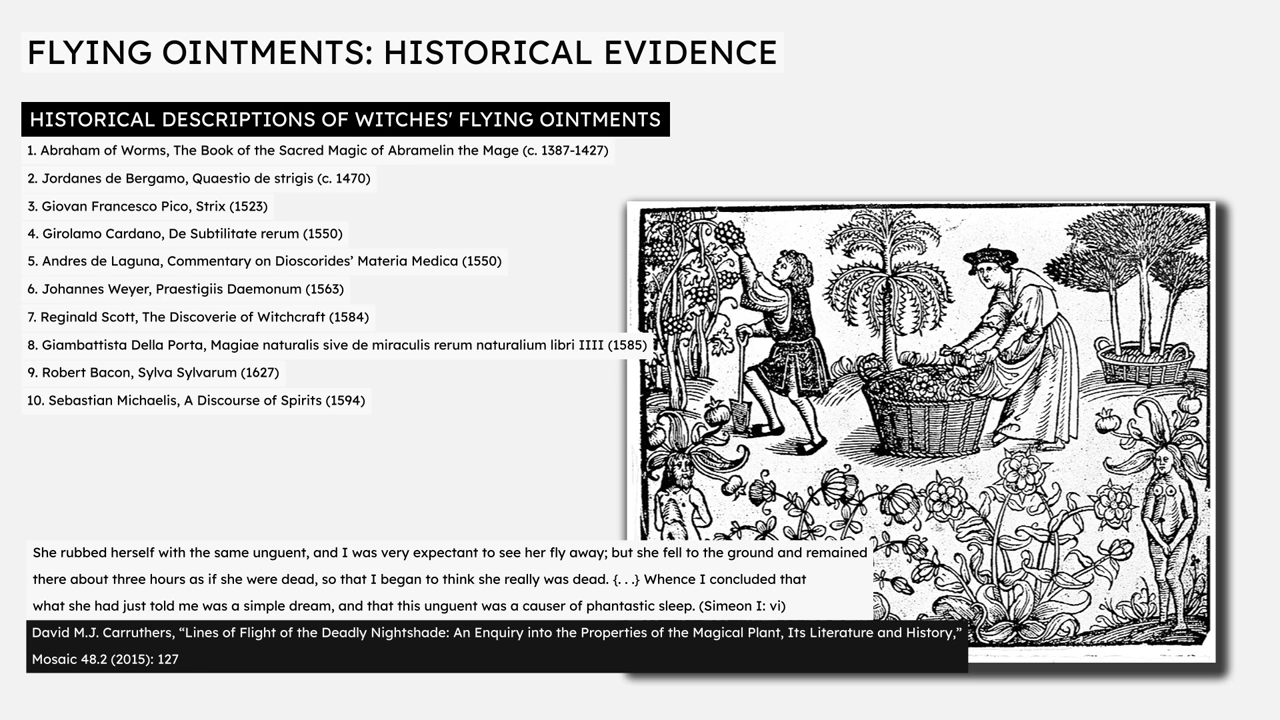 FLYING OINTMENTS: HISTORICAL EVIDENCE
HISTORICAL DESCRIPTIONS OF WITCHES' FLYING OINTMENTS
1. Abraham of Worms, The Book of the Sacred Magic of Abramelin the Mage (c. 1387-1427)
2. Jordanes de Bergamo, Quaestio de strigis (c. 1470)
3. Giovan Francesco Pico, Strix (1523)
4. Girolamo Cardano, De Subtilitate rerum (1550)
5. Andres de Laguna, Commentary on Dioscorides’ Materia Medica (1550)
6. Johannes Weyer, Praestigiis Daemonum (1563)
7. Reginald Scott, The Discoverie of Witchcraft (1584)
8. Giambattista Della Porta, Magiae naturalis sive de miraculis rerum naturalium libri IIII (1585)
9. Robert Bacon, Sylva Sylvarum (1627)
10. Sebastian Michaelis, A Discourse of Spirits (1594)
She rubbed herself with the same unguent, and I was very expectant to see her fly away; but she fell to the ground and remained
there about three hours as if she were dead, so that I began to think she really was dead. {. . .} Whence I concluded that
what she had just told me was a simple dream, and that this unguent was a causer of phantastic sleep. (Simeon I: vi)
David M.J. Carruthers, “Lines of Flight of the Deadly Nightshade: An Enquiry into the Properties of the Magical Plant, Its Literature and History,”
Mosaic 48.2 (2015): 127